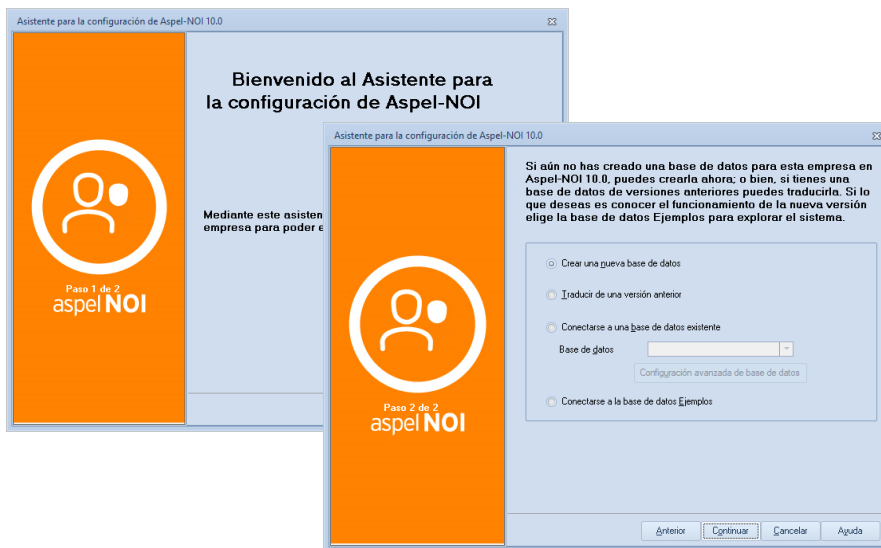 Asistente para la configuración de Aspel-NOI 10.0
Bienvenido al Asistente para
la configuración de Aspel-NOI
Mediante este asisten
empresa para poder e
Paso 1 de 2
aspel NOI
Asistente para la configuración de Aspel-NOI 10.0
Si aún no has creado una base de datos para esta empresa en
Aspel-NOI 10.0, puedes crearla ahora; o bien, si tienes una
base de datos de versiones anteriores puedes traducirla. Si lo
que deseas es conocer el funcionamiento de la nueva versión
elige la base de datos Ejemplos para explorar el sistema.
Crear una nueva base de datos
Traducir de una versión anterior
Conectarse a una base de datos existente
Base de datos
Configuración avanzada de base de datos
Conectarse a la base de datos Ejemplos
Paso 2 de 2
aspel NOI
Anterior Continuar Cancelar Ayuda